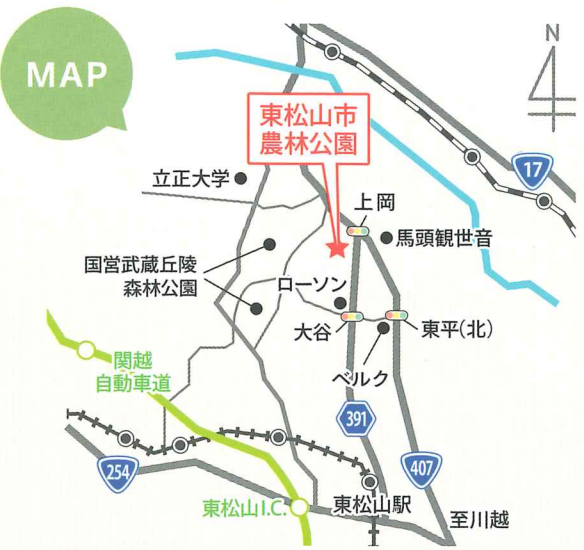 MAP
N
東松山市
農林公園
17
立正大学
上岡
馬頭観世音
国営武蔵丘陵
森林公園
ローソン
大谷
東平(北)
ベルク
関越
自動車道
391
254
407
東松山I.C.
東松山駅
至川越